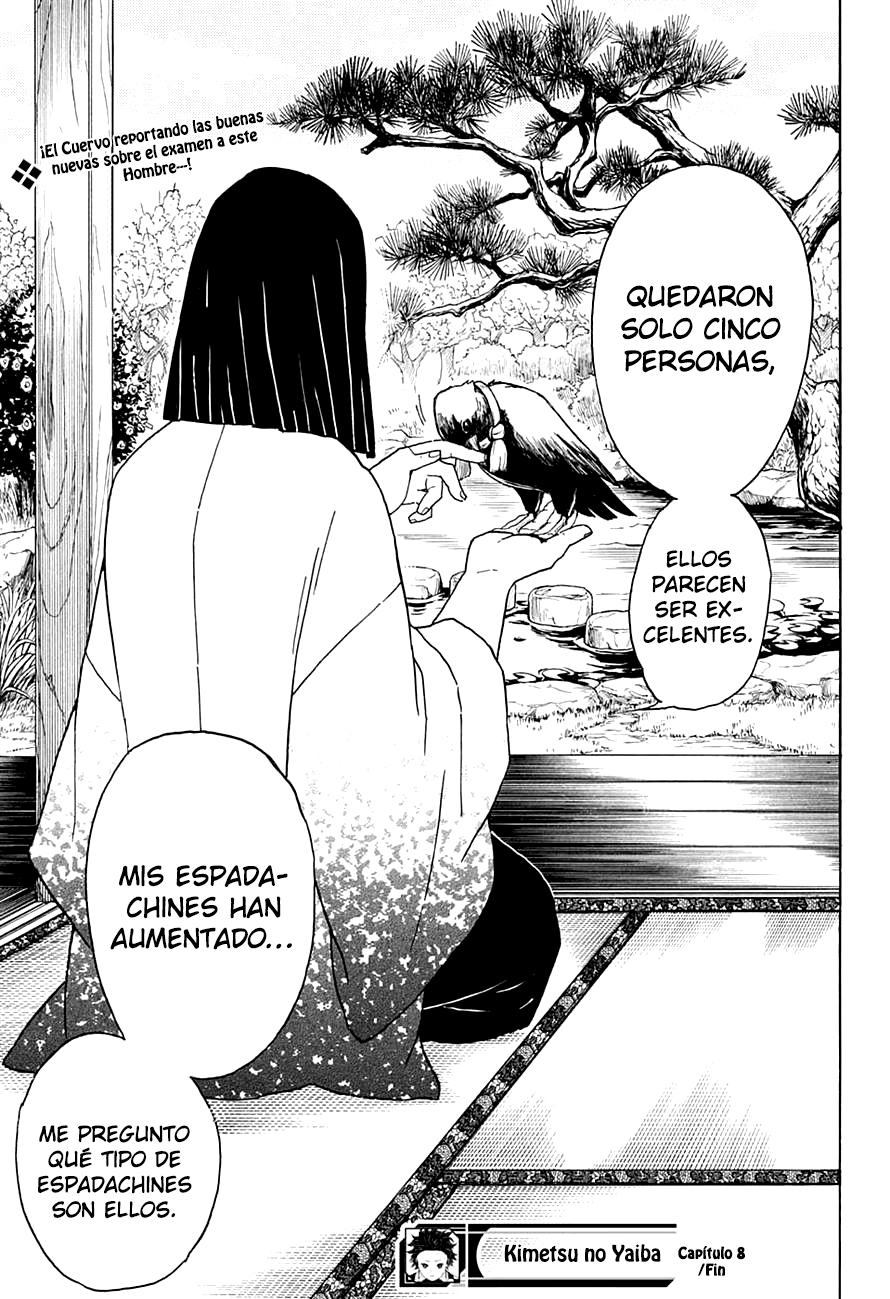 ¡El Cuervo reportando las buenas
nuevas sobre el examen a este
Hombre---!
QUEDARON
SOLO CINCO
PERSONAS,
ELLOS
PARECEN
SER EX-
CELENTES.
MIS ESPADA-
CHINES HAN
AUMENTADO...
ME PREGUNTO
QUÉ TIPO DE
ESPADACHINES
SON ELLOS.
Kimetsu no Yaiba
Capítulo 8
/Fin